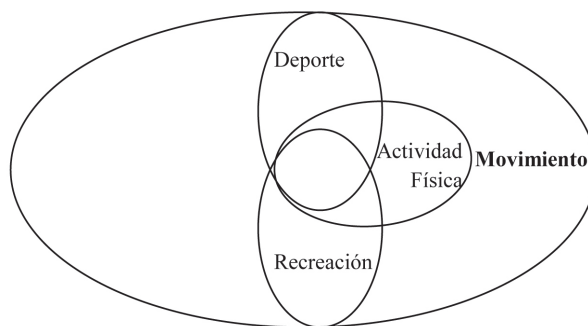 Deporte
Actividad
Física
Movimiento
Recreación